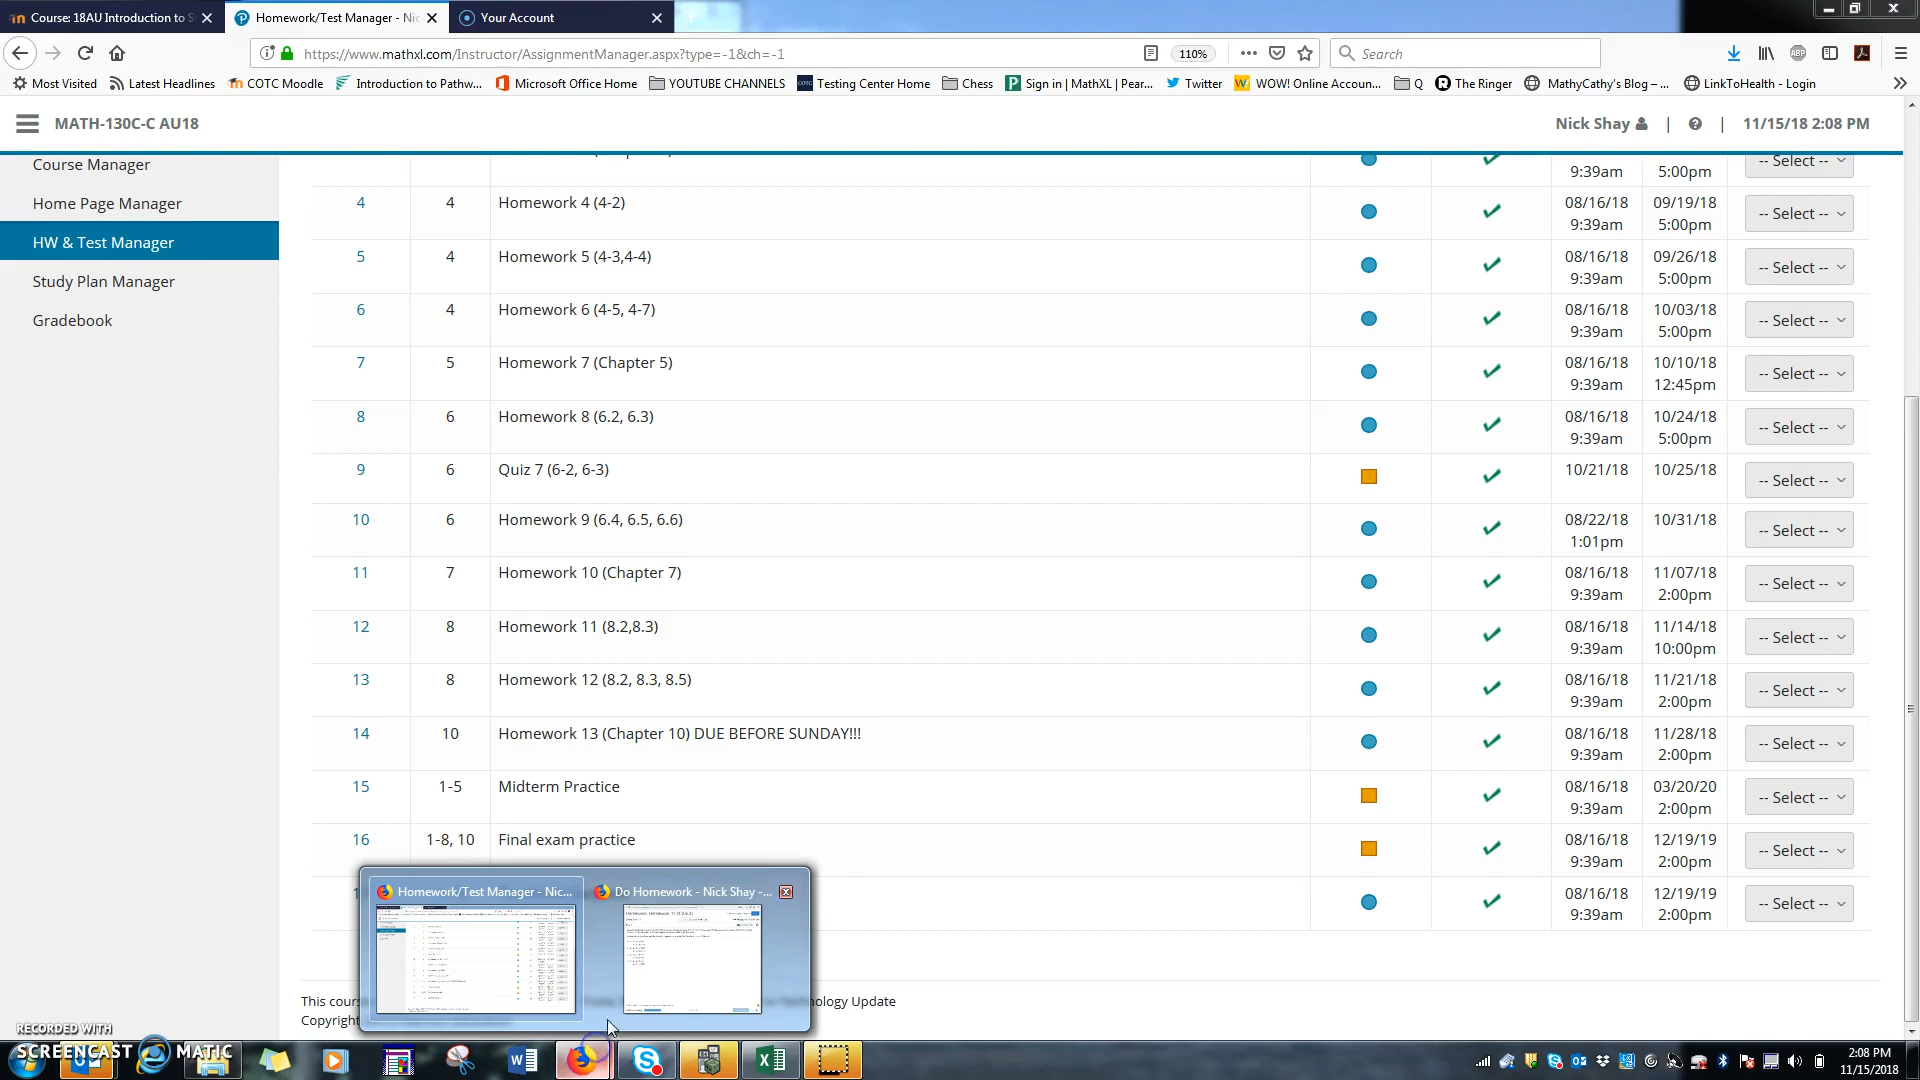 Course: 18AU Introduction to S
Homework/Test Manager - Nic
Your Account
https://www.mathxl.com/Instructor/AssignmentManager.aspx?type=-1&ch=-1
110%
Search
Most Visited
Latest Headlines
COTC Moodle
Introduction to Pathw...
Microsoft Office Home
YOUTUBE CHANNELS
Testing Center Home
Chess
Sign in | MathXL | Pear...
Twitter
WOW! Online Accoun...
Q
The Ringer
MathyCathy's Blog – ...
LinkToHealth - Login
MATH-130C-C AU18
Nick Shay | | 11/15/18 2:08 PM
Course Manager
Home Page Manager
HW & Test Manager
Study Plan Manager
Gradebook
9:39am 5:00pm -- Select --
4 4 Homework 4 (4-2) 08/16/18 09/19/18 -- Select --
9:39am 5:00pm
5 4 Homework 5 (4-3,4-4) 08/16/18 09/26/18 -- Select --
9:39am 5:00pm
6 4 Homework 6 (4-5, 4-7) 08/16/18 10/03/18 -- Select --
9:39am 5:00pm
7 5 Homework 7 (Chapter 5) 08/16/18 10/10/18 -- Select --
9:39am 12:45pm
8 6 Homework 8 (6.2, 6.3) 08/16/18 10/24/18 -- Select --
9:39am 5:00pm
9 6 Quiz 7 (6-2, 6-3) 10/21/18 10/25/18 -- Select --
10 6 Homework 9 (6.4, 6.5, 6.6) 08/22/18 10/31/18 -- Select --
1:01pm
11 7 Homework 10 (Chapter 7) 08/16/18 11/07/18 -- Select --
9:39am 2:00pm
12 8 Homework 11 (8.2,8.3) 08/16/18 11/14/18 -- Select --
9:39am 10:00pm
13 8 Homework 12 (8.2, 8.3, 8.5) 08/16/18 11/21/18 -- Select --
9:39am 2:00pm
14 10 Homework 13 (Chapter 10) DUE BEFORE SUNDAY!!! 08/16/18 11/28/18 -- Select --
9:39am 2:00pm
15 1-5 Midterm Practice 08/16/18 03/20/20 -- Select --
9:39am 2:00pm
16 1-8, 10 Final exam practice 08/16/18 12/19/19 -- Select --
9:39am 2:00pm
08/16/18 12/19/19 -- Select --
9:39am 2:00pm
Homework/Test Manager - Nic...
Do Homework - Nick Shay -...
This cours
nology Update
Copyright
RECORDED WITH
SCREENCAST MATIC
2:08 PM
11/15/2018